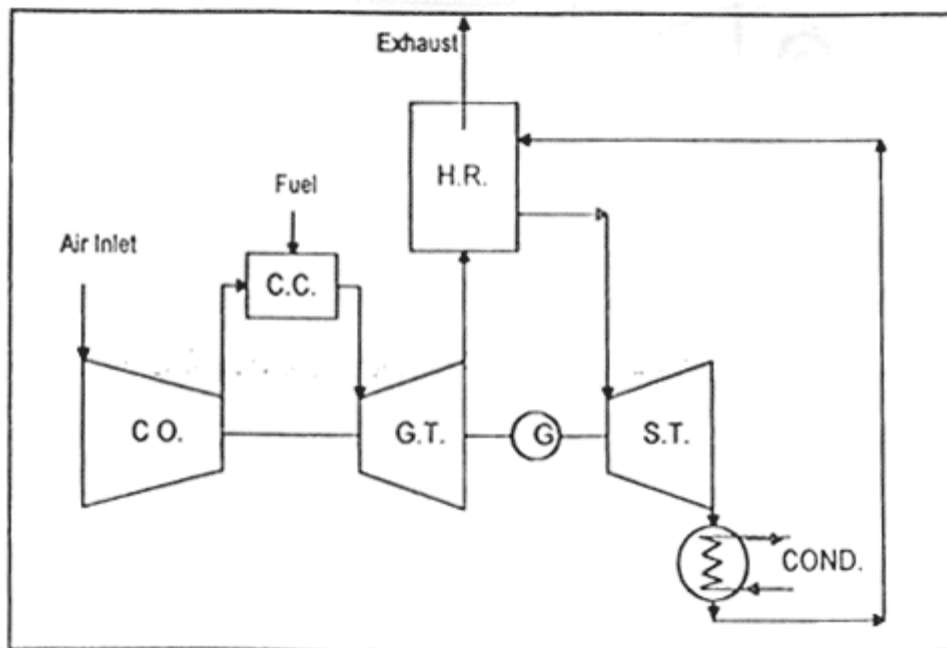 Exhaust
H.R.
Fuel
Air Inlet
C.C.
C O.
G.T.
G
S.T.
COND.